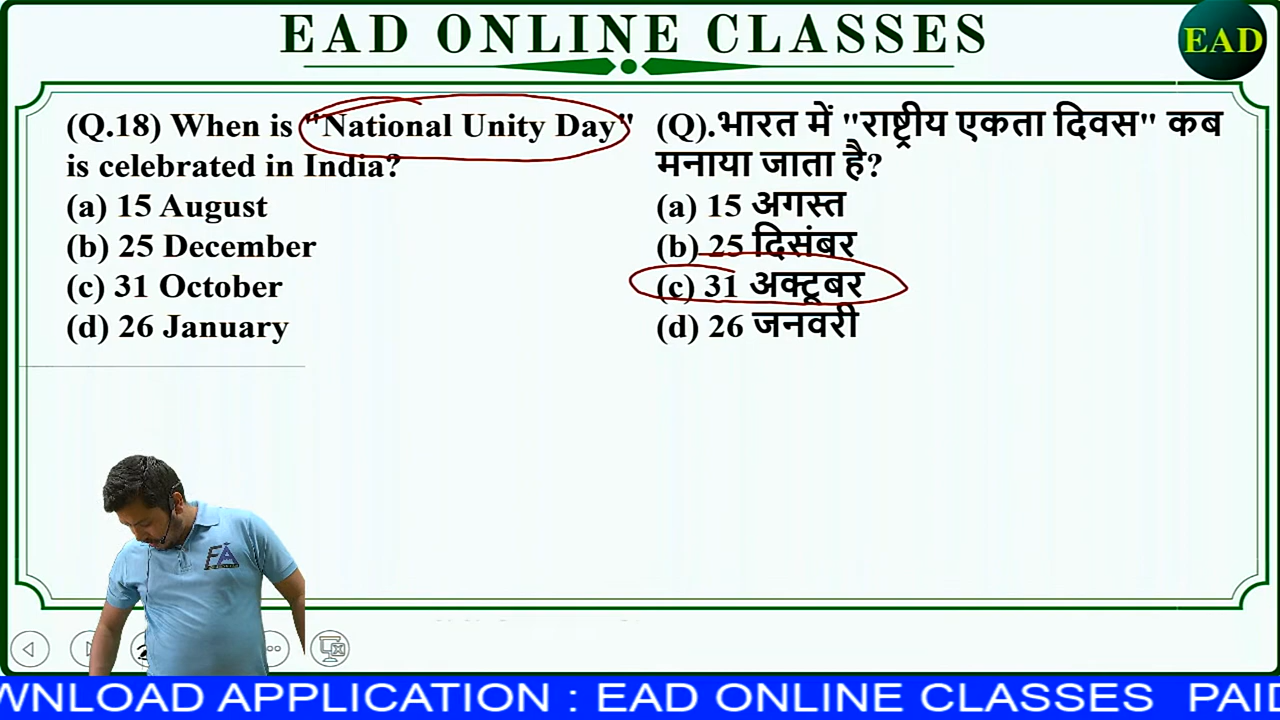 EAD ONLINE CLASSES
EAD
(Q.18) When is "National Unity Day"
is celebrated in India?
(a) 15 August
(b) 25 December
(c) 31 October
(d) 26 January
(Q).भारत में "राष्ट्रीय एकता दिवस" कब
मनाया जाता है?
(a) 15 अगस्त
(b) 25 दिसंबर
(c) 31 अक्टूबर
(d) 26 जनवरी
EA
WNLOAD APPLICATION : EAD ONLINE CLASSES PAID